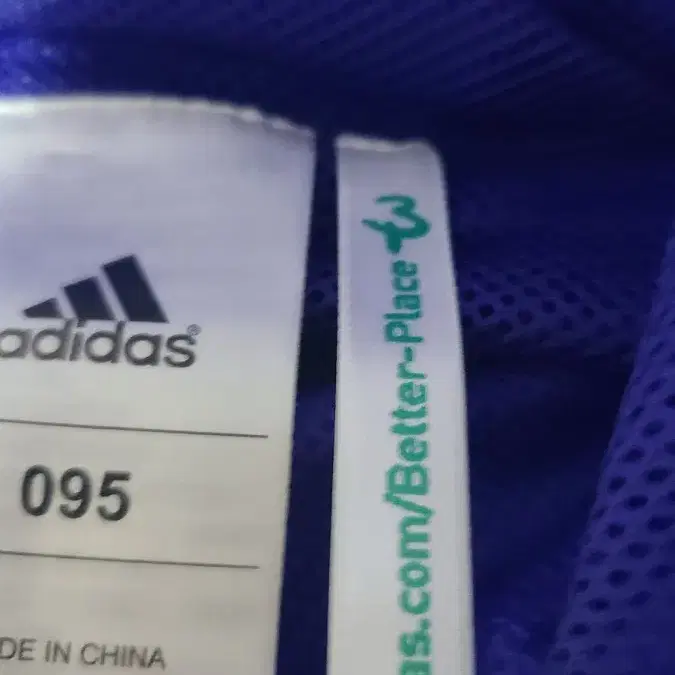 adidas®
095
DE IN CHINA
as.com/Better-Place